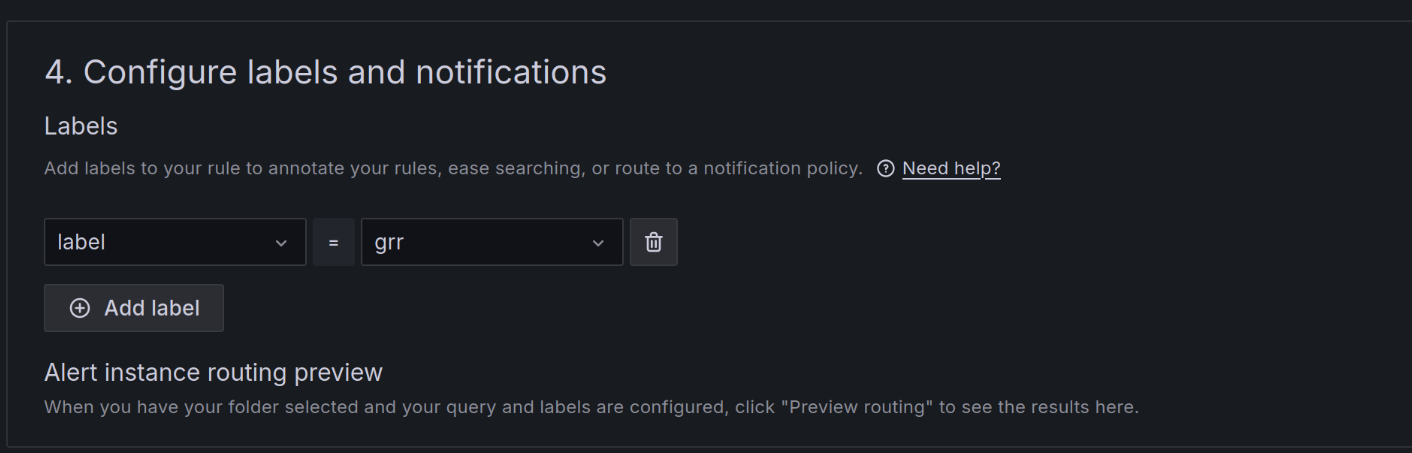 4. Configure labels and notifications
Labels
Add labels to your rule to annotate your rules, ease searching, or route to a notification policy. Need help?
label = grr
Add label
Alert instance routing preview
When you have your folder selected and your query and labels are configured, click "Preview routing" to see the results here.